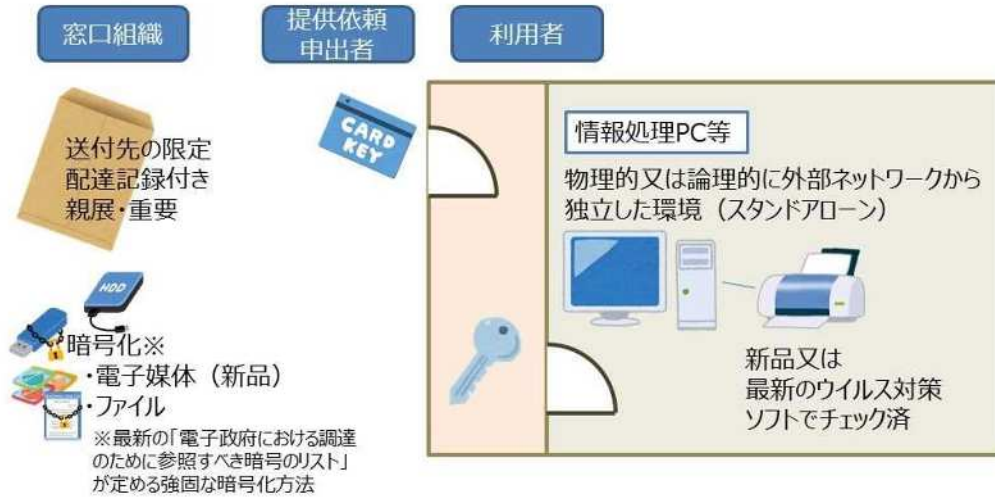 窓口組織
提供依頼
申出者
利用者
送付先の限定
配達記録付き
親展・重要
CARD
KEY
HDD
暗号化※
・電子媒体（新品）
・ファイル
※最新の「電子政府における調達
のために参照すべき暗号のリスト」
が定める強固な暗号化方法
情報処理PC等
物理的又は論理的に外部ネットワークから
独立した環境（スタンドアローン）
新品又は
最新のウイルス対策
ソフトでチェック済